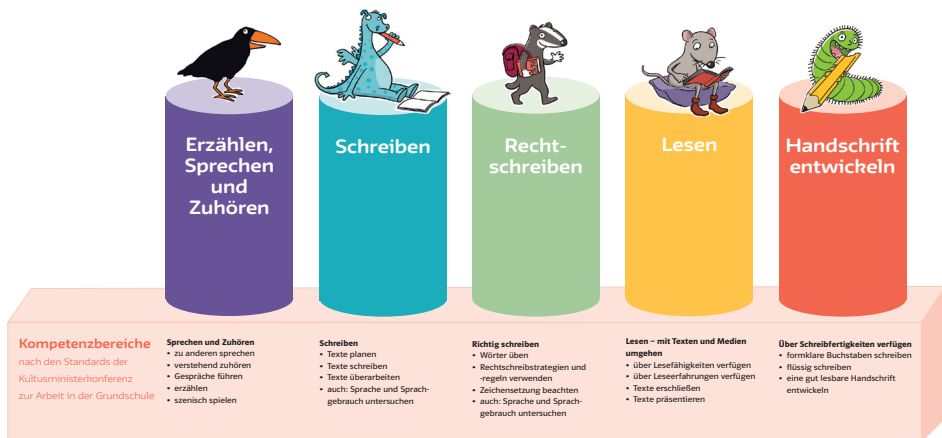 Erzählen,
Sprechen
und
Zuhören
Schreiben
Recht-
schreiben
Lesen
Handschrift
entwickeln
Kompetenzbereiche
nach den Standards der
Kultusministerkonferenz
zur Arbeit in der Grundschule
Sprechen und Zuhören
• zu anderen sprechen
• verstehend zuhören
• Gespräche führen
• erzählen
• szenisch spielen
Schreiben
• Texte planen
• Texte schreiben
• Texte überarbeiten
• auch: Sprache und Sprach-
gebrauch untersuchen
Richtig schreiben
• Wörter üben
• Rechtschreibstrategien und
-regeln verwenden
• Zeichensetzung beachten
• auch: Sprache und Sprach-
gebrauch untersuchen
Lesen – mit Texten und Medien
umgehen
• über Lesefähigkeiten verfügen
• über Leseerfahrungen verfügen
• Texte erschließen
• Texte präsentieren
Über Schreibfertigkeiten verfügen
• formklare Buchstaben schreiben
• flüssig schreiben
• eine gut lesbare Handschrift
entwickeln